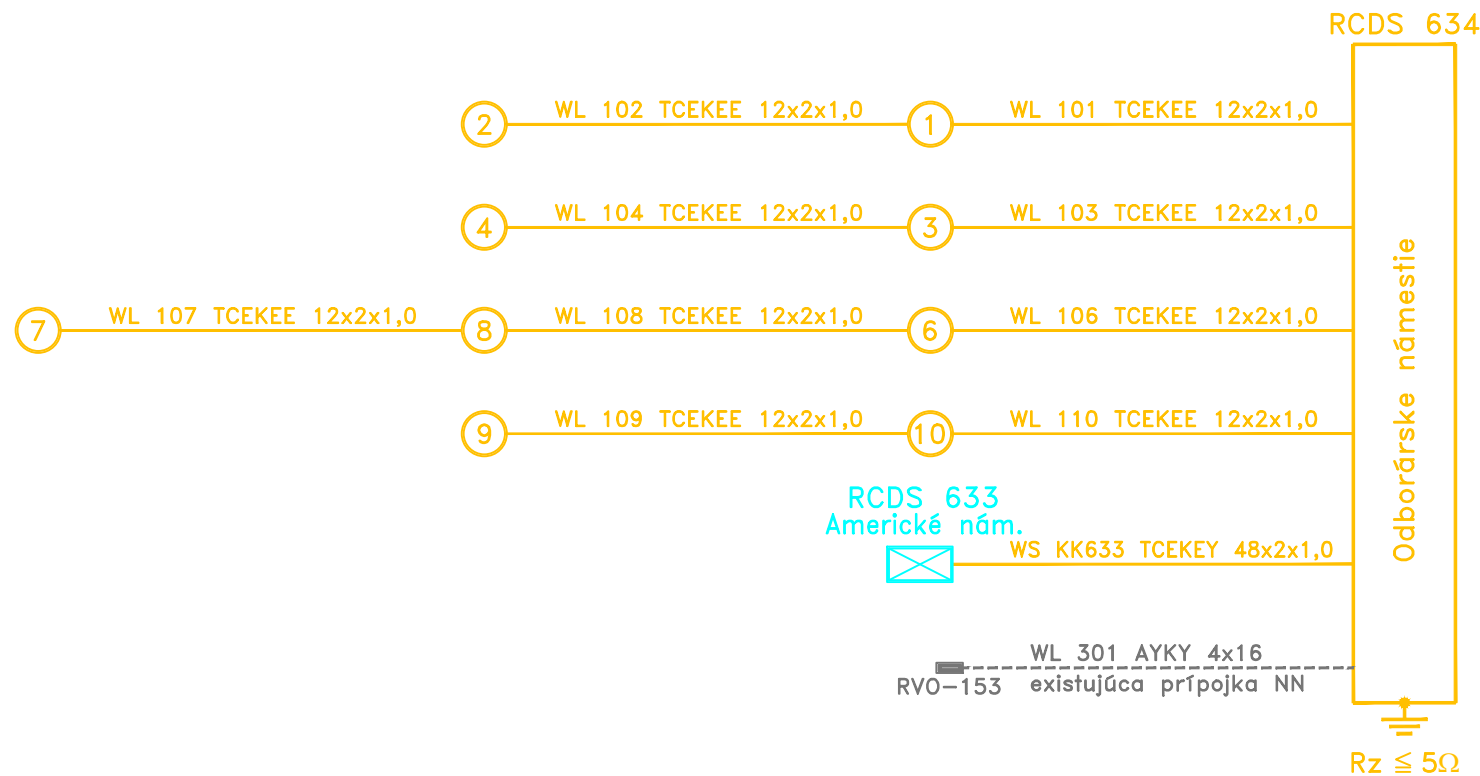 RCDS 634
2 WL 102 TCEKEE 12x2x1,0 1 WL 101 TCEKEE 12x2x1,0
4 WL 104 TCEKEE 12x2x1,0 3 WL 103 TCEKEE 12x2x1,0
7 WL 107 TCEKEE 12x2x1,0 8 WL 108 TCEKEE 12x2x1,0 6 WL 106 TCEKEE 12x2x1,0
9 WL 109 TCEKEE 12x2x1,0 10 WL 110 TCEKEE 12x2x1,0
Odborárske námestie
RCDS 633
Americké nám.
WS KK633 TCEKEY 48x2x1,0
WL 301 AYKY 4x16
RVO-153 existujúca prípojka NN
Rz ≦ 5Ω